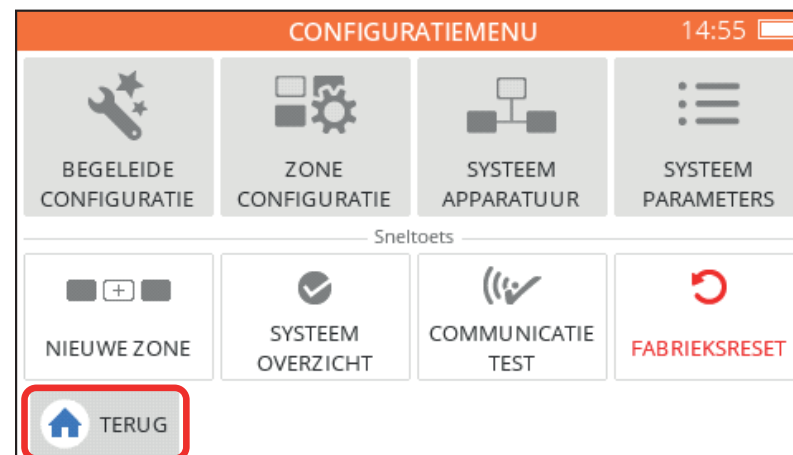 CONFIGURATIEMENU 14:55
BEGELEIDE
CONFIGURATIE
ZONE
CONFIGURATIE
SYSTEEM
APPARATUUR
SYSTEEM
PARAMETERS
Sneltoets
NIEUWE ZONE
SYSTEEM
OVERZICHT
COMMUNICATIE
TEST
FABRIEKSRESET
TERUG